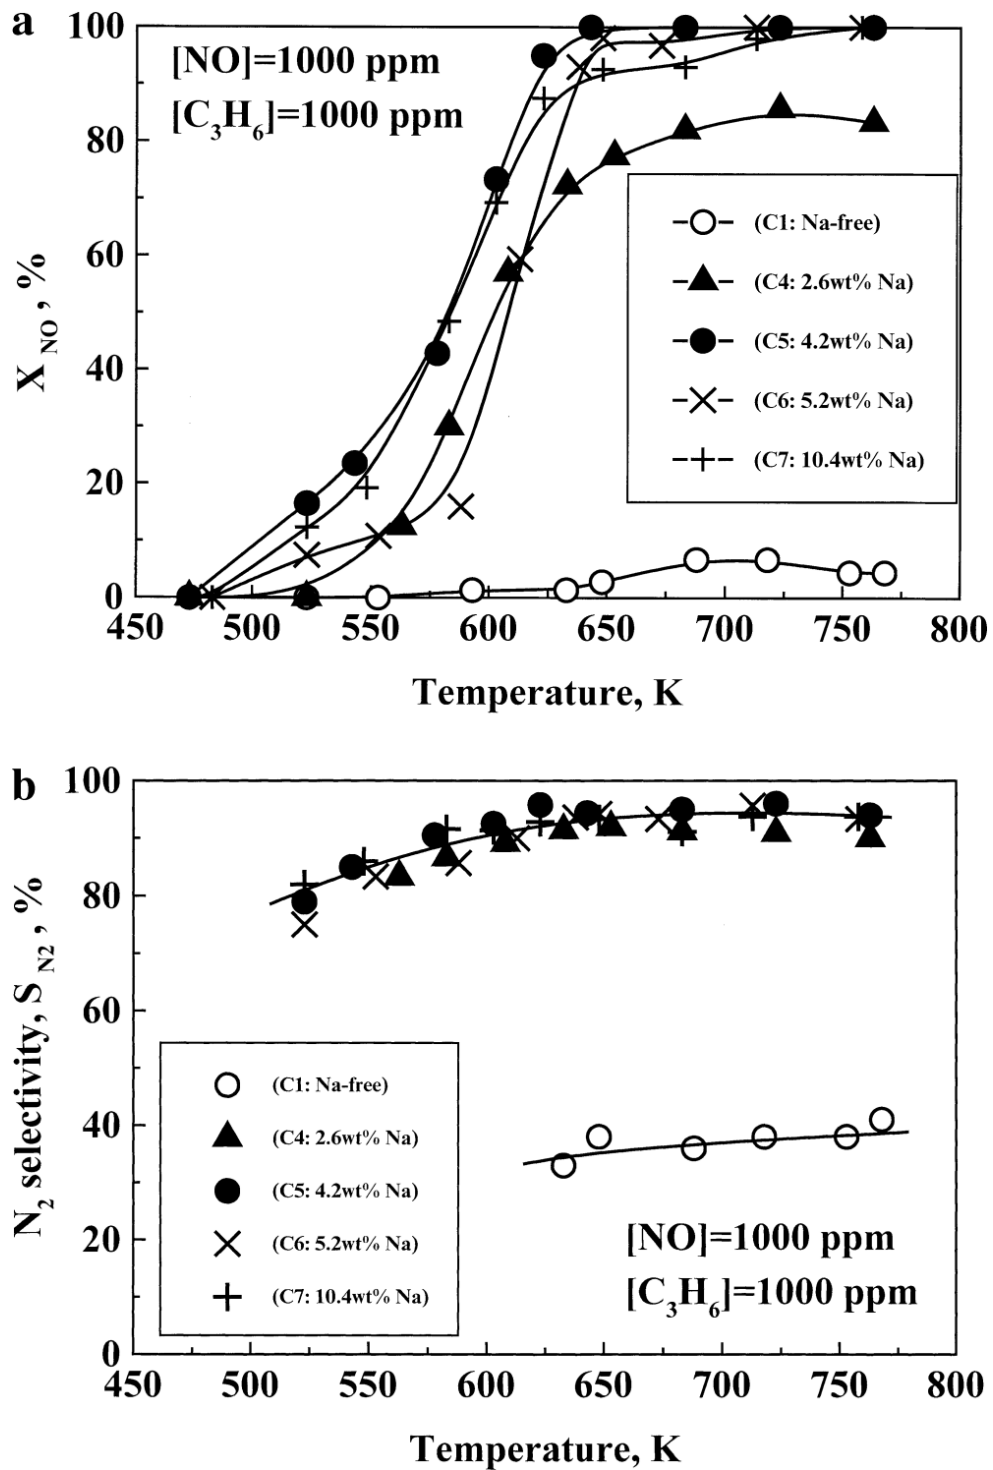 a
[NO]=1000 ppm
[C3H6]=1000 ppm
100
80
60
40
20
0
X NO, %
(C1: Na-free)
(C4: 2.6wt% Na)
(C5: 4.2wt% Na)
(C6: 5.2wt% Na)
(C7: 10.4wt% Na)
450 500 550 600 650 700 750 800
Temperature, K
b
100
80
60
40
20
0
N2 selectivity, S N2, %
(C1: Na-free)
(C4: 2.6wt% Na)
(C5: 4.2wt% Na)
(C6: 5.2wt% Na)
(C7: 10.4wt% Na)
[NO]=1000 ppm
[C3H6]=1000 ppm
450 500 550 600 650 700 750 800
Temperature, K